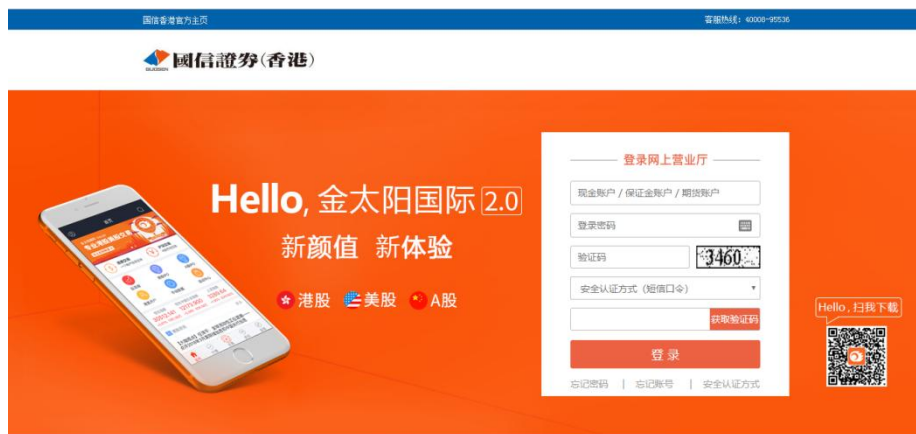 国信香港官方主页
客服热线：40008-95536
國信證券(香港)
GUOSEN
登录网上营业厅
现金账户 / 保证金账户 / 期货账户
Hello, 金太阳国际 2.0
登录密码
新颜值 新体验
验证码
3460
安全认证方式（短信口令）
港股 美股 A股
获取验证码
Hello , 扫我下载
登 录
忘记密码 | 忘记账号 | 安全认证方式